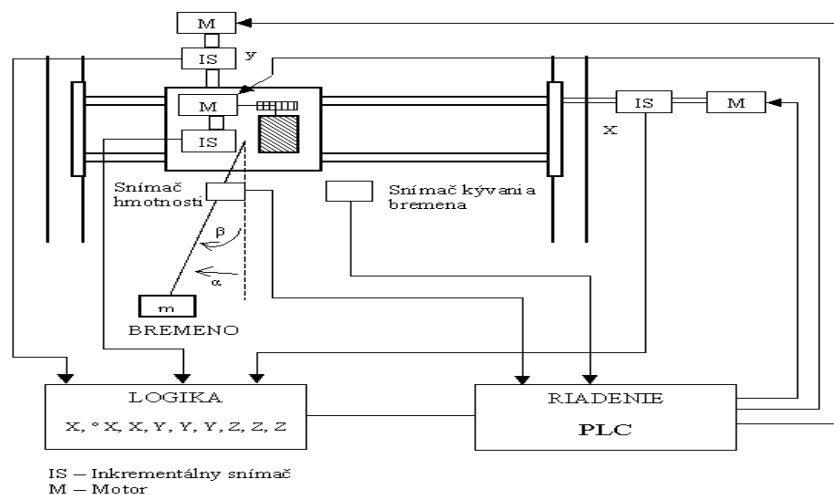 M
IS
y
M
IS
IS
M
x
Snímač
hmotnosti
Snímač kývania
bremena
β
α
m
BREMENO
LOGIKA
X, °X, X, Y, Y, Y, Z, Z, Z
RIADENIE
PLC
IS – Inkrementálny snímač
M – Motor